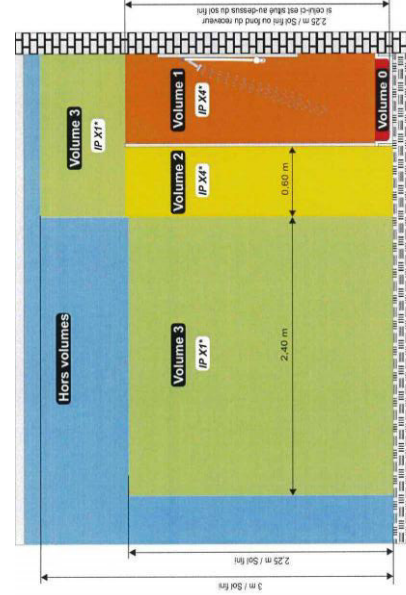 2,25 m / Sol fini ou fond du receveur
si celui-ci est situé au-dessus du sol fini
Hors volumes
Volume 3
IP X1*
Volume 2
IP X4*
Volume 1
IP X4*
Volume 3
IP X1*
Volume 0
0,60 m
2,40 m
2,25 m / Sol fini
3 m / Sol fini